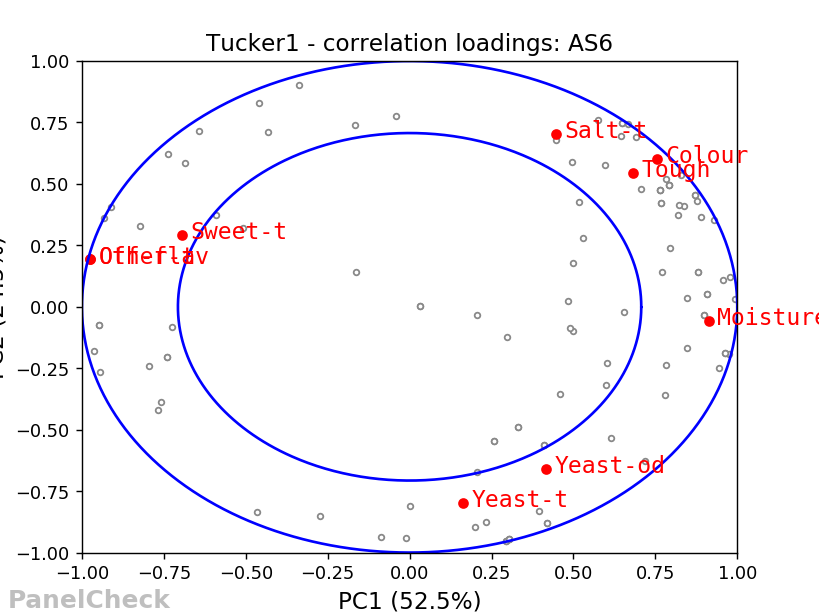 Tucker1 - correlation loadings: AS6
1.00
0.75
0.50
0.25
0.00
−0.25
−0.50
−0.75
−1.00
Salt-t
Colour
Tough
Sweet-t
Moisture
Yeast-od
Yeast-t
−1.00 −0.75 −0.50 −0.25 0.00 0.25 0.50 0.75 1.00
PC1 (52.5%)
PanelCheck